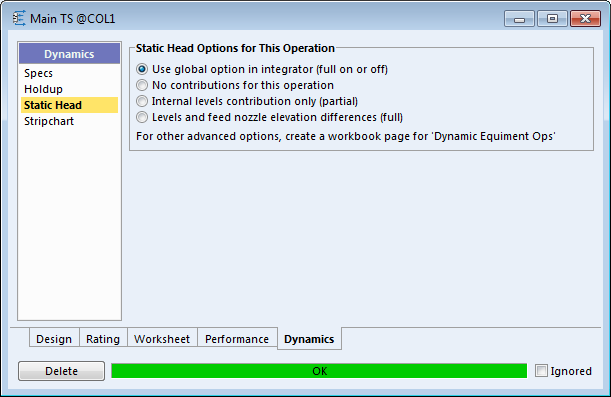 Main TS @COL1
Dynamics
Specs
Holdup
Static Head
Stripchart
Static Head Options for This Operation
Use global option in integrator (full on or off)
No contributions for this operation
Internal levels contribution only (partial)
Levels and feed nozzle elevation differences (full)
For other advanced options, create a workbook page for 'Dynamic Equiment Ops'
Design Rating Worksheet Performance Dynamics
Delete OK Ignored